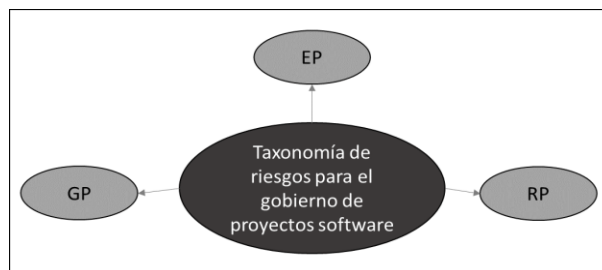 EP
Taxonomía de
riesgos para el
gobierno de
proyectos software
GP
RP